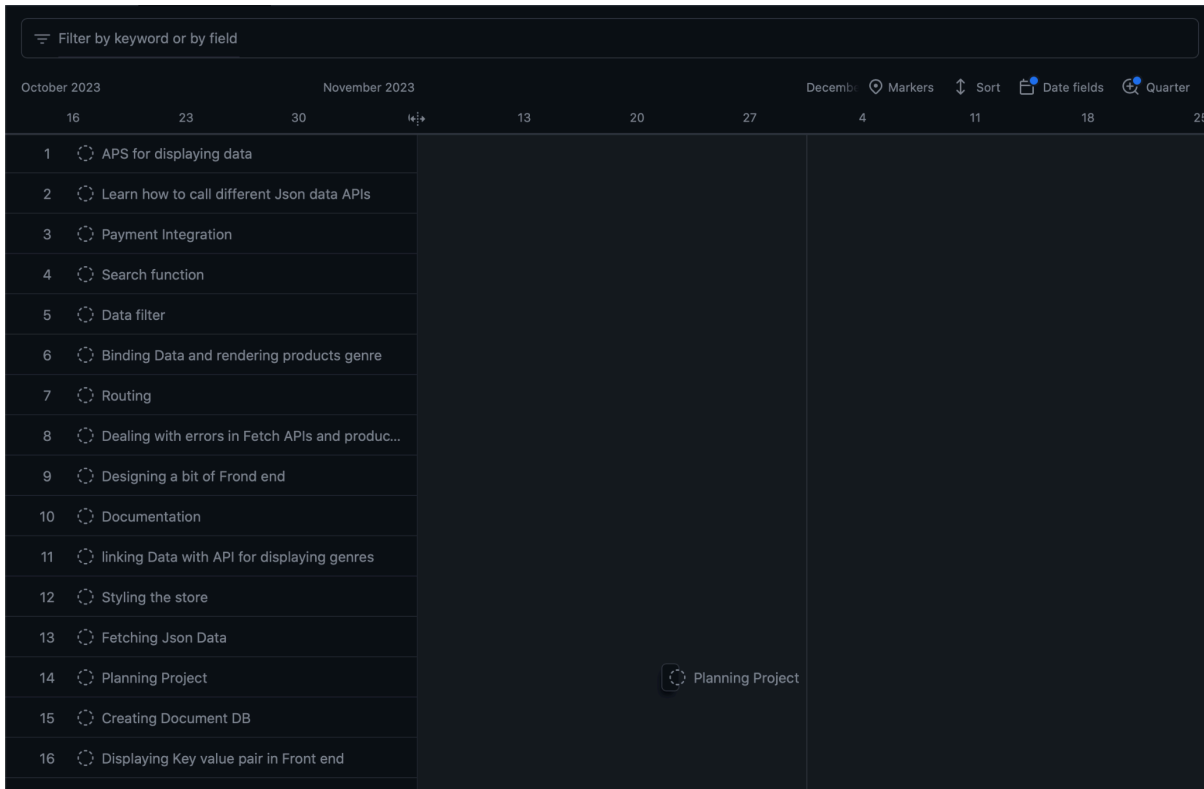 Filter by keyword or by field
October 2023 November 2023 Decemb Markers Sort Date fields Quarter
16 23 30 13 20 27 4 11 18 25
1 APS for displaying data
2 Learn how to call different Json data APIs
3 Payment Integration
4 Search function
5 Data filter
6 Binding Data and rendering products genre
7 Routing
8 Dealing with errors in Fetch APIs and produc...
9 Designing a bit of Frond end
10 Documentation
11 linking Data with API for displaying genres
12 Styling the store
13 Fetching Json Data
14 Planning Project Planning Project
15 Creating Document DB
16 Displaying Key value pair in Front end